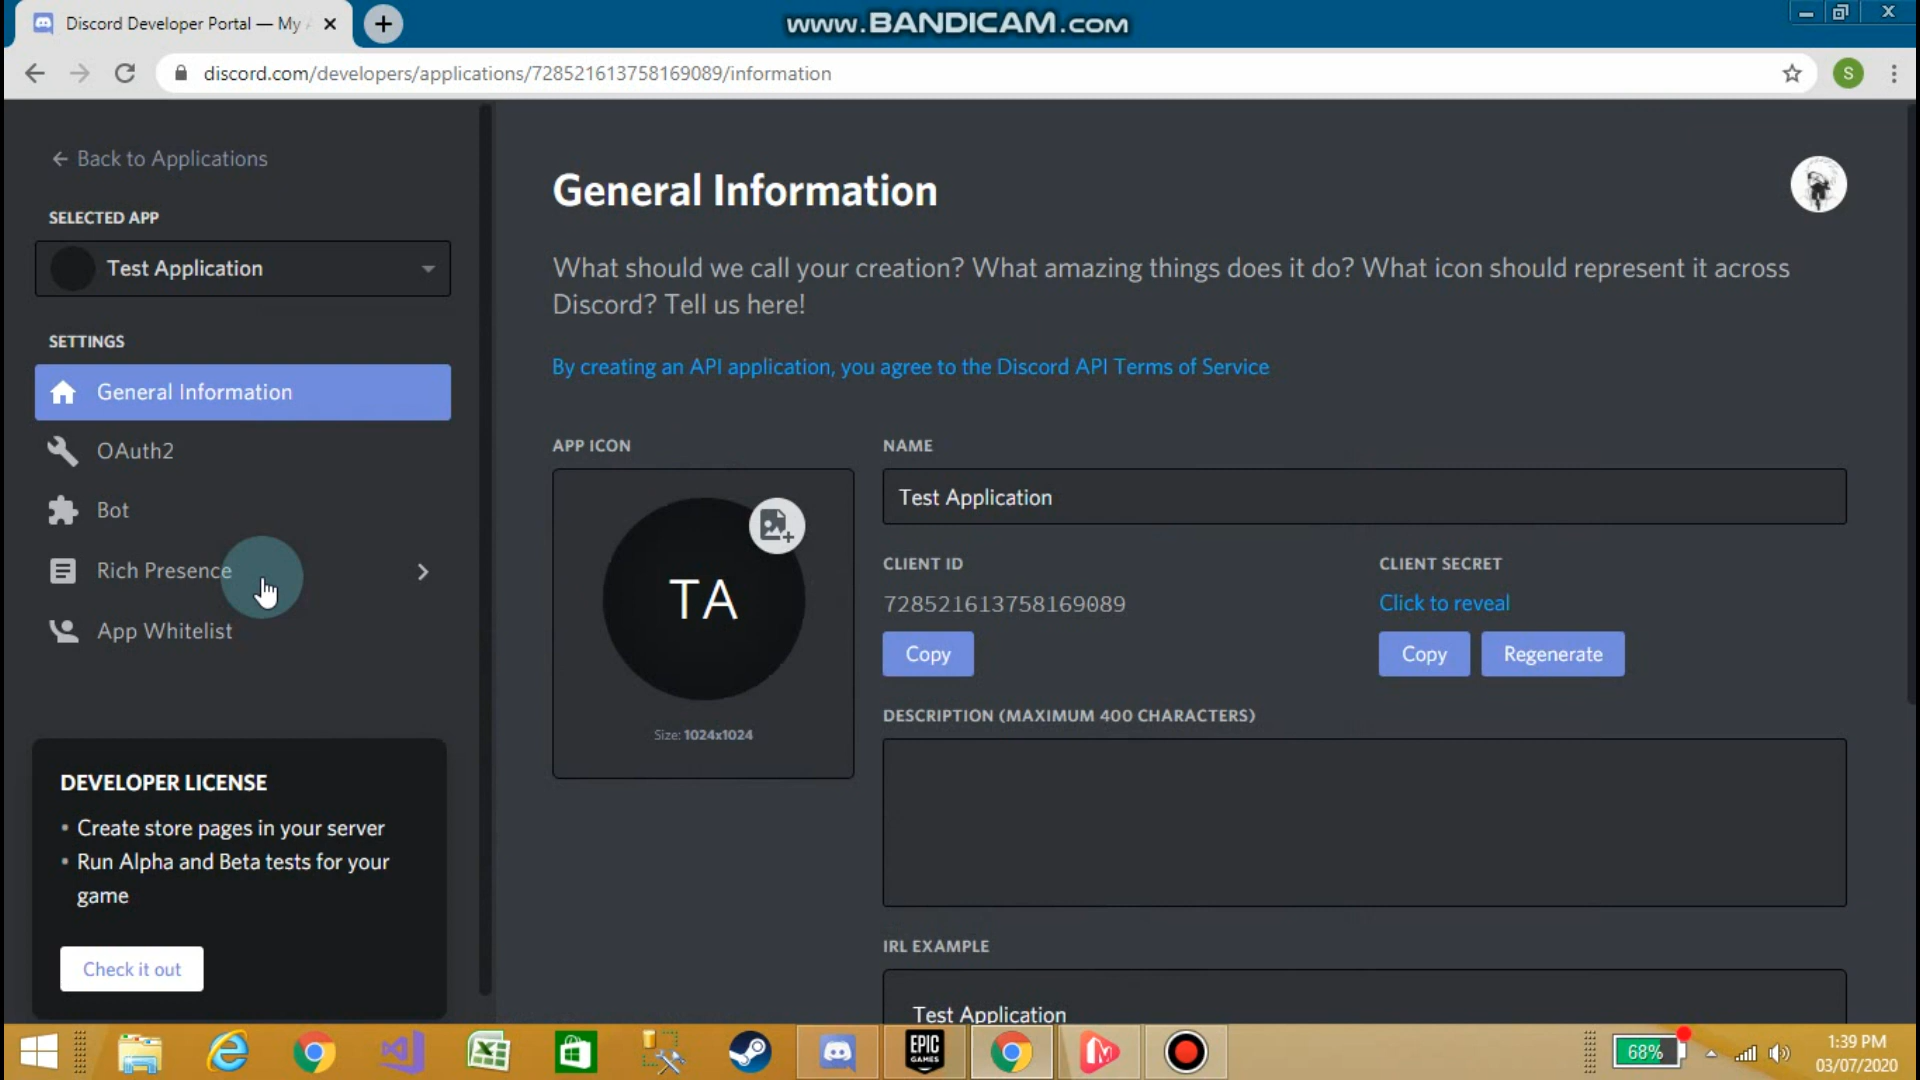 Discord Developer Portal — My
www.BANDICAM.com
discord.com/developers/applications/728521613758169089/information
S
Back to Applications
SELECTED APP
Test Application
SETTINGS
General Information
OAuth2
Bot
Rich Presence
App Whitelist
DEVELOPER LICENSE
• Create store pages in your server
• Run Alpha and Beta tests for your
game
Check it out
General Information
What should we call your creation? What amazing things does it do? What icon should represent it across
Discord? Tell us here!
By creating an API application, you agree to the Discord API Terms of Service
APP ICON
TA
Size: 1024x1024
NAME
Test Application
CLIENT ID
728521613758169089
Copy
CLIENT SECRET
Click to reveal
Copy
Regenerate
DESCRIPTION (MAXIMUM 400 CHARACTERS)
IRL EXAMPLE
Test Application
EPIC
GAMES
68%
1:39 PM
03/07/2020